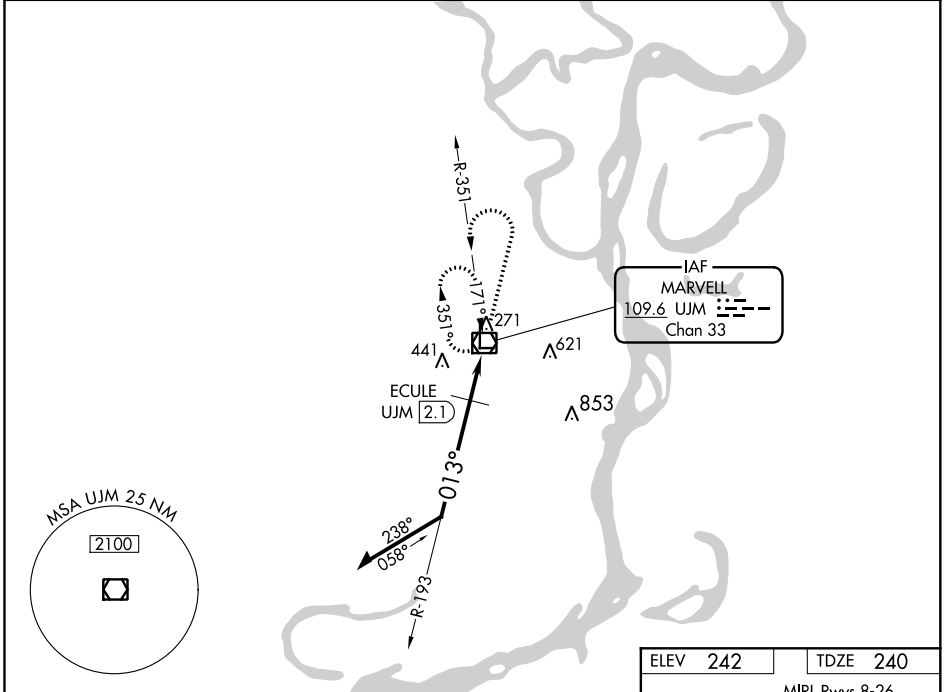 R-351
171°
351°
271
441
621
853
IAF
MARVELL
109.6 UJM
Chan 33
ECULE
UJM 2.1
013°
238°
058°
R-193
MSA UJM 25 NM
2100
ELEV 242
TDZE 240
MIRL Rwys 8-26